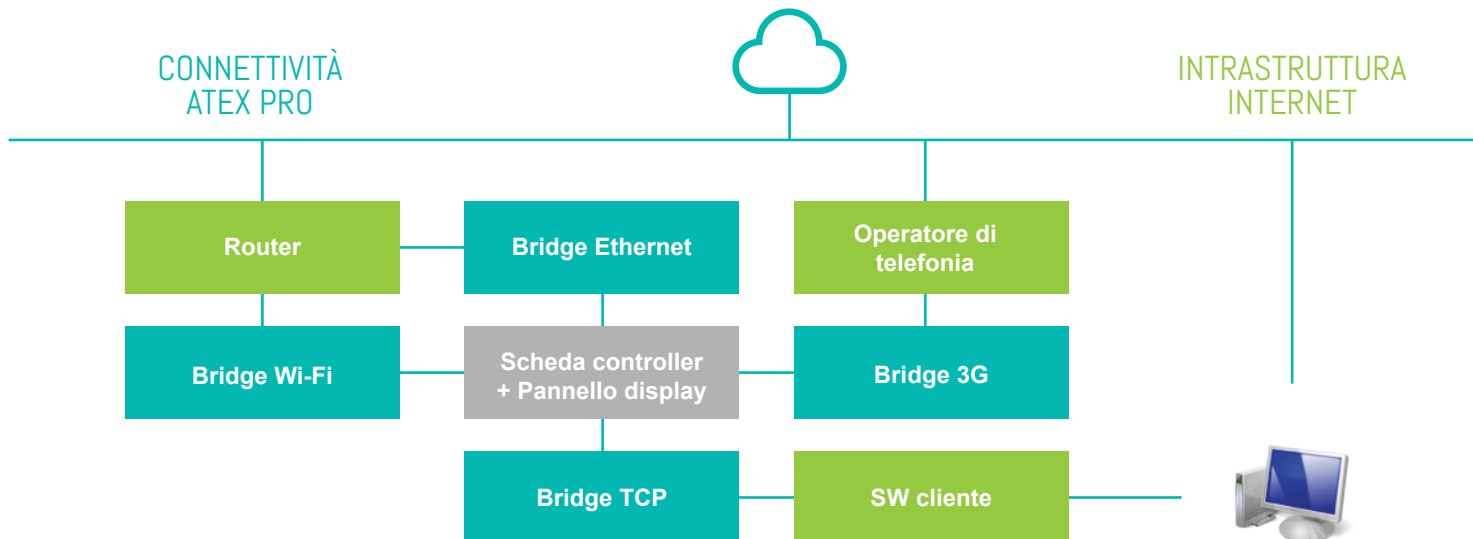 CONNETTIVITÀ
ATEX PRO
INTRASTRUTTURA
INTERNET
Router
Bridge Ethernet
Operatore di
telefonia
Bridge Wi-Fi
Scheda controller
+ Pannello display
Bridge 3G
Bridge TCP
SW cliente